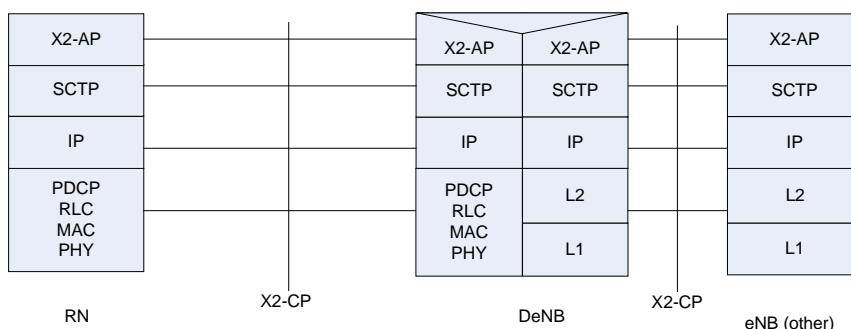 X2-AP
SCTP
IP
PDCP
RLC
MAC
PHY
RN
X2-CP
X2-AP X2-AP
SCTP SCTP
IP IP
PDCP
RLC
MAC
PHY
L2
L1
DeNB
X2-CP
X2-AP
SCTP
IP
L2
L1
eNB (other)